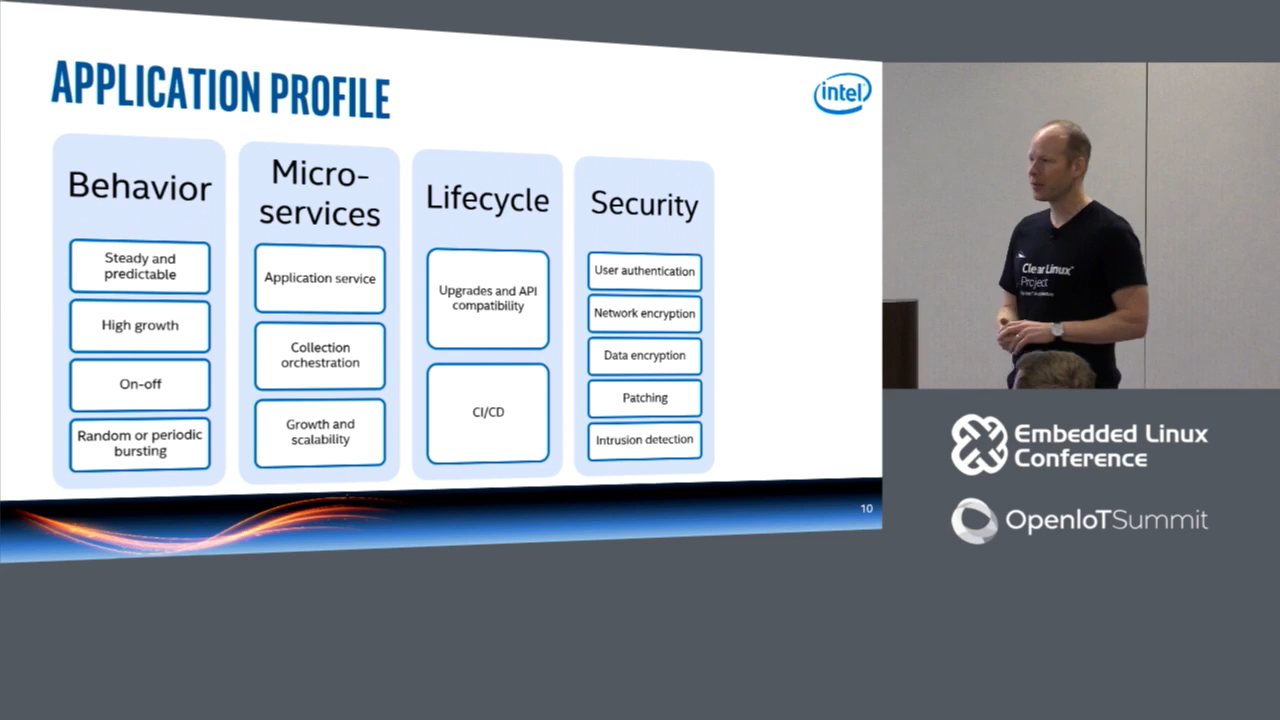 APPLICATION PROFILE
intel
Behavior
Steady and
predictable
High growth
On-off
Random or periodic
bursting
Micro-
services
Application service
Collection
orchestration
Growth and
scalability
Lifecycle
Upgrades and API
compatibility
CI/CD
Security
User authentication
Network encryption
Data encryption
Patching
Intrusion detection
10
Clear Linux
Project
Embedded Linux
Conference
OpenIoTSummit